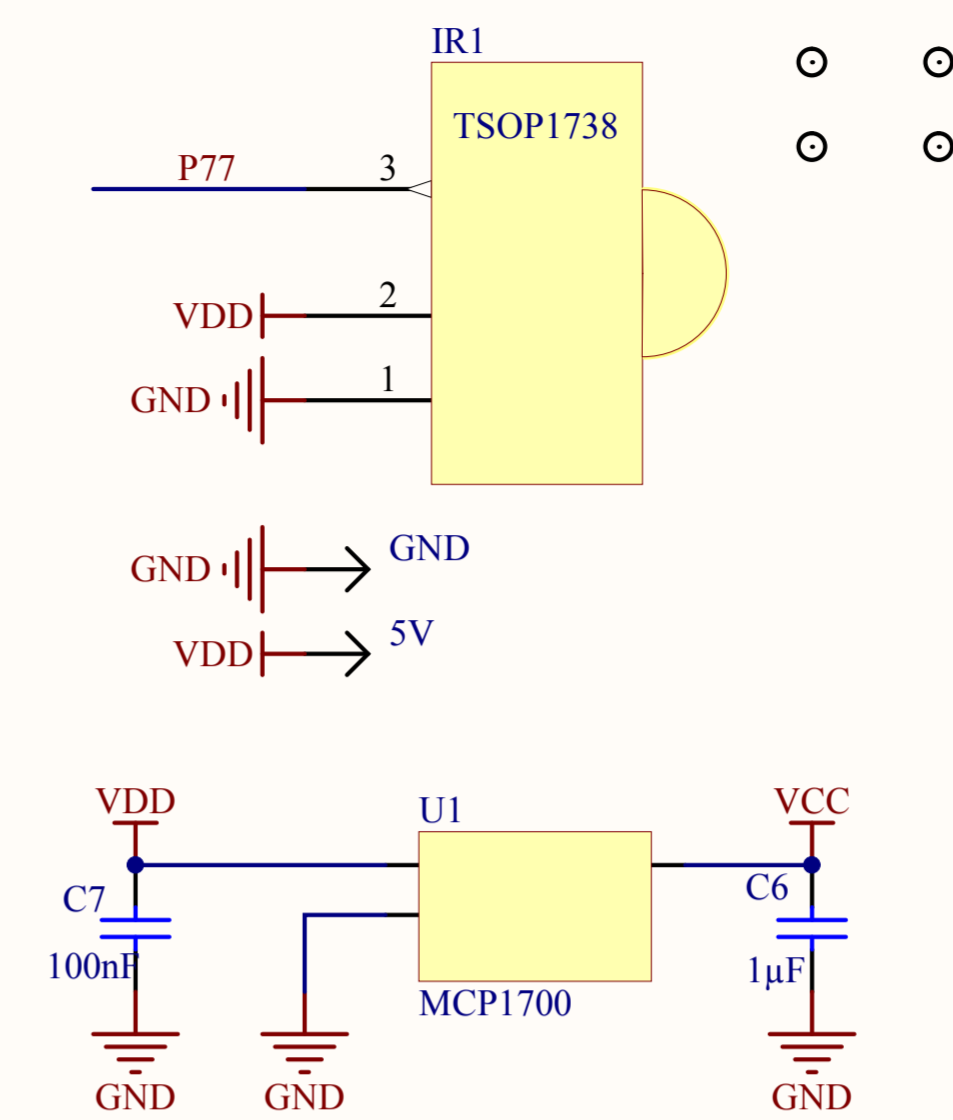 IR1
TSOP1738
P77 3
VDD 2
GND 1
GND GND
VDD 5V
VDD U1 VCC
C7 C6
100nF 1µF
MCP1700
GND GND GND